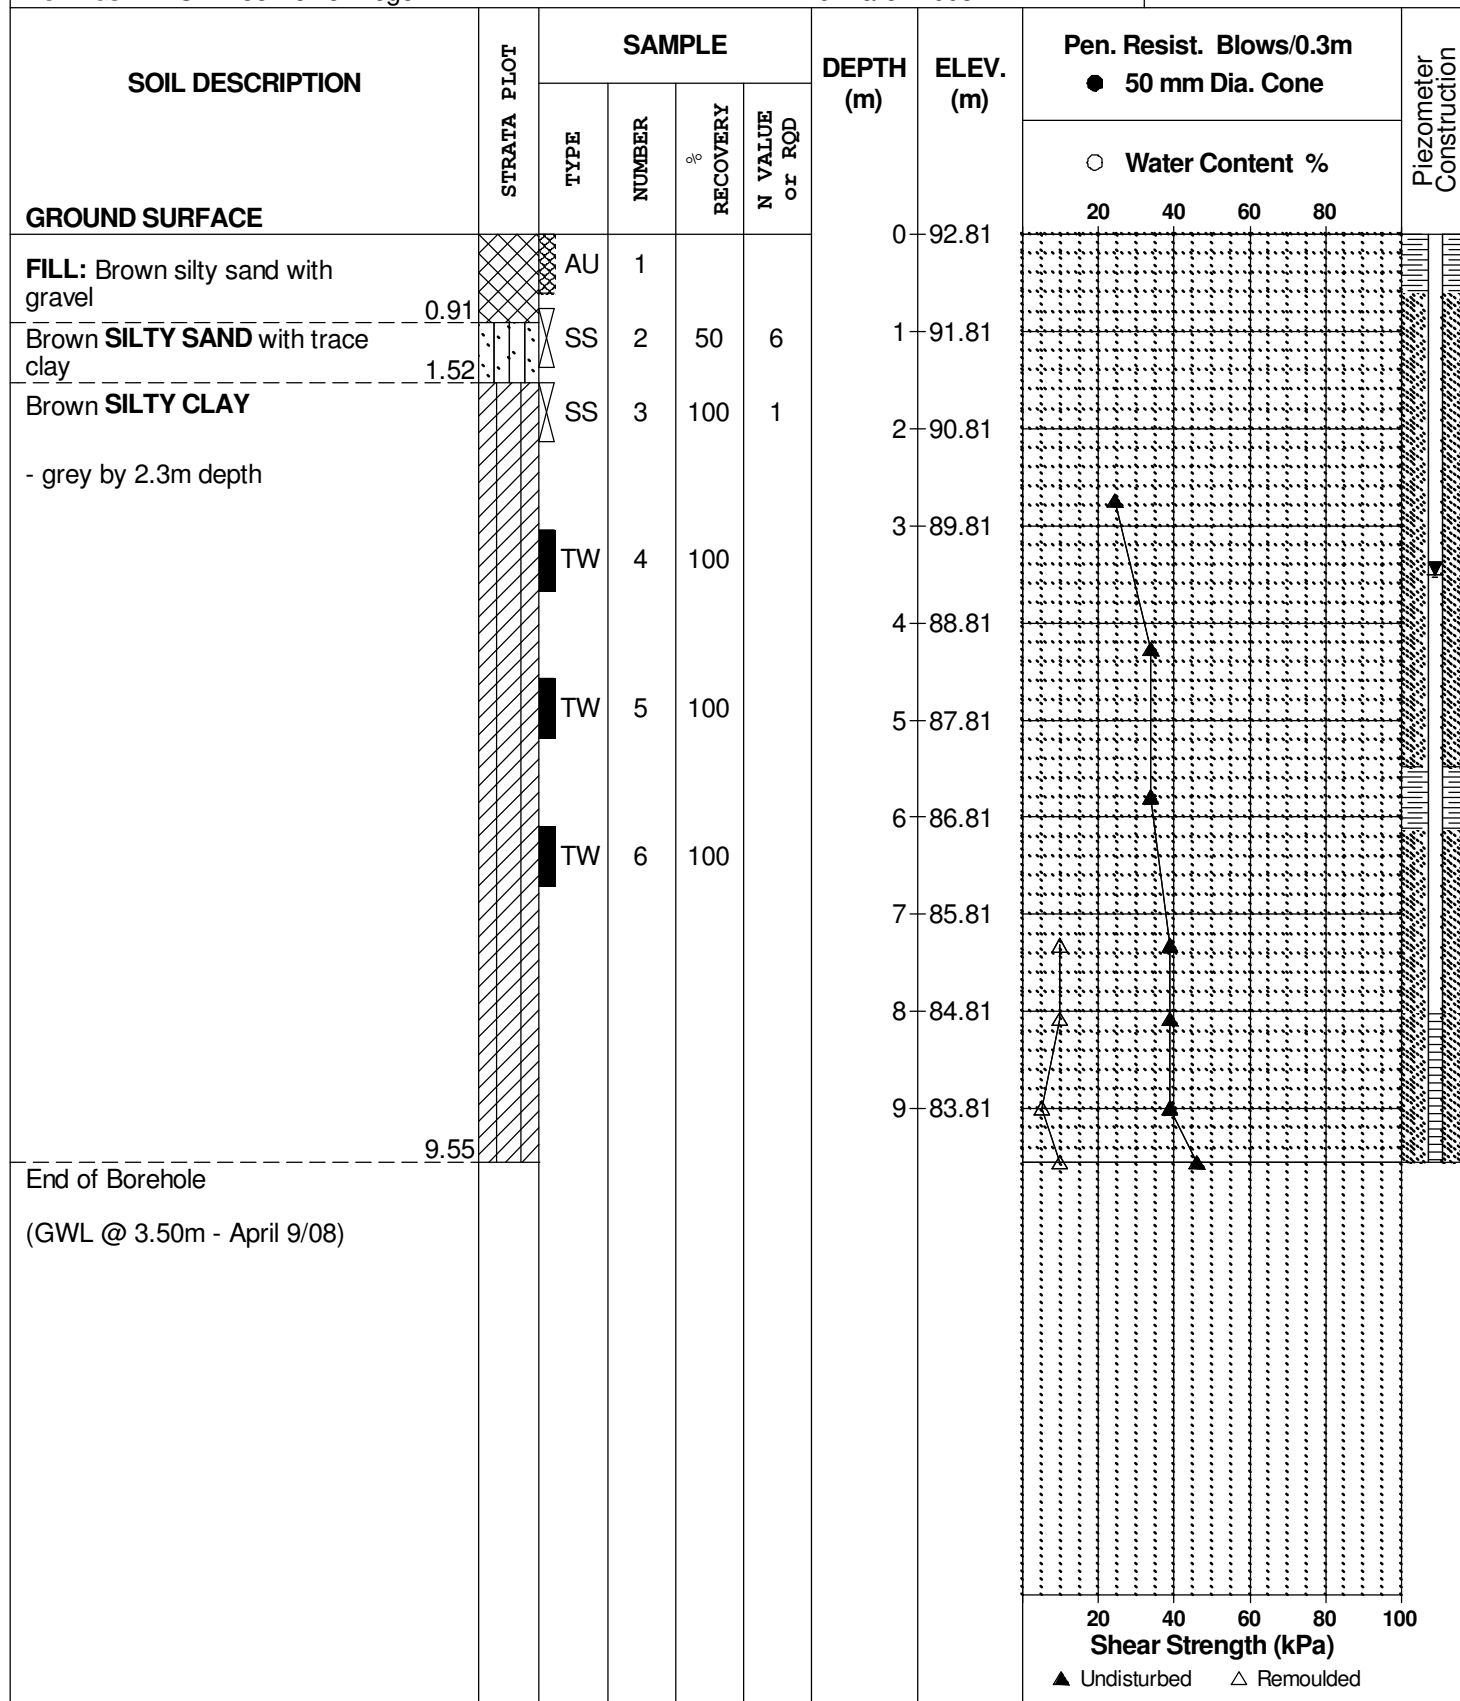 SOIL DESCRIPTION
GROUND SURFACE
STRATA PLOT
SAMPLE
TYPE
NUMBER
% RECOVERY
N VALUE or RQD
DEPTH (m)
ELEV. (m)
Pen. Resist. Blows/0.3m
● 50 mm Dia. Cone
○ Water Content %
20 40 60 80
Piezometer Construction
0 92.81
FILL: Brown silty sand with
gravel
0.91
AU 1
Brown SILTY SAND with trace
clay
1.52
SS 2 50 6
1 91.81
Brown SILTY CLAY
SS 3 100 1
2 90.81
- grey by 2.3m depth
3 89.81
TW 4 100
4 88.81
TW 5 100
5 87.81
6 86.81
TW 6 100
7 85.81
8 84.81
9 83.81
9.55
End of Borehole
(GWL @ 3.50m - April 9/08)
20 40 60 80 100
Shear Strength (kPa)
▲ Undisturbed △ Remoulded